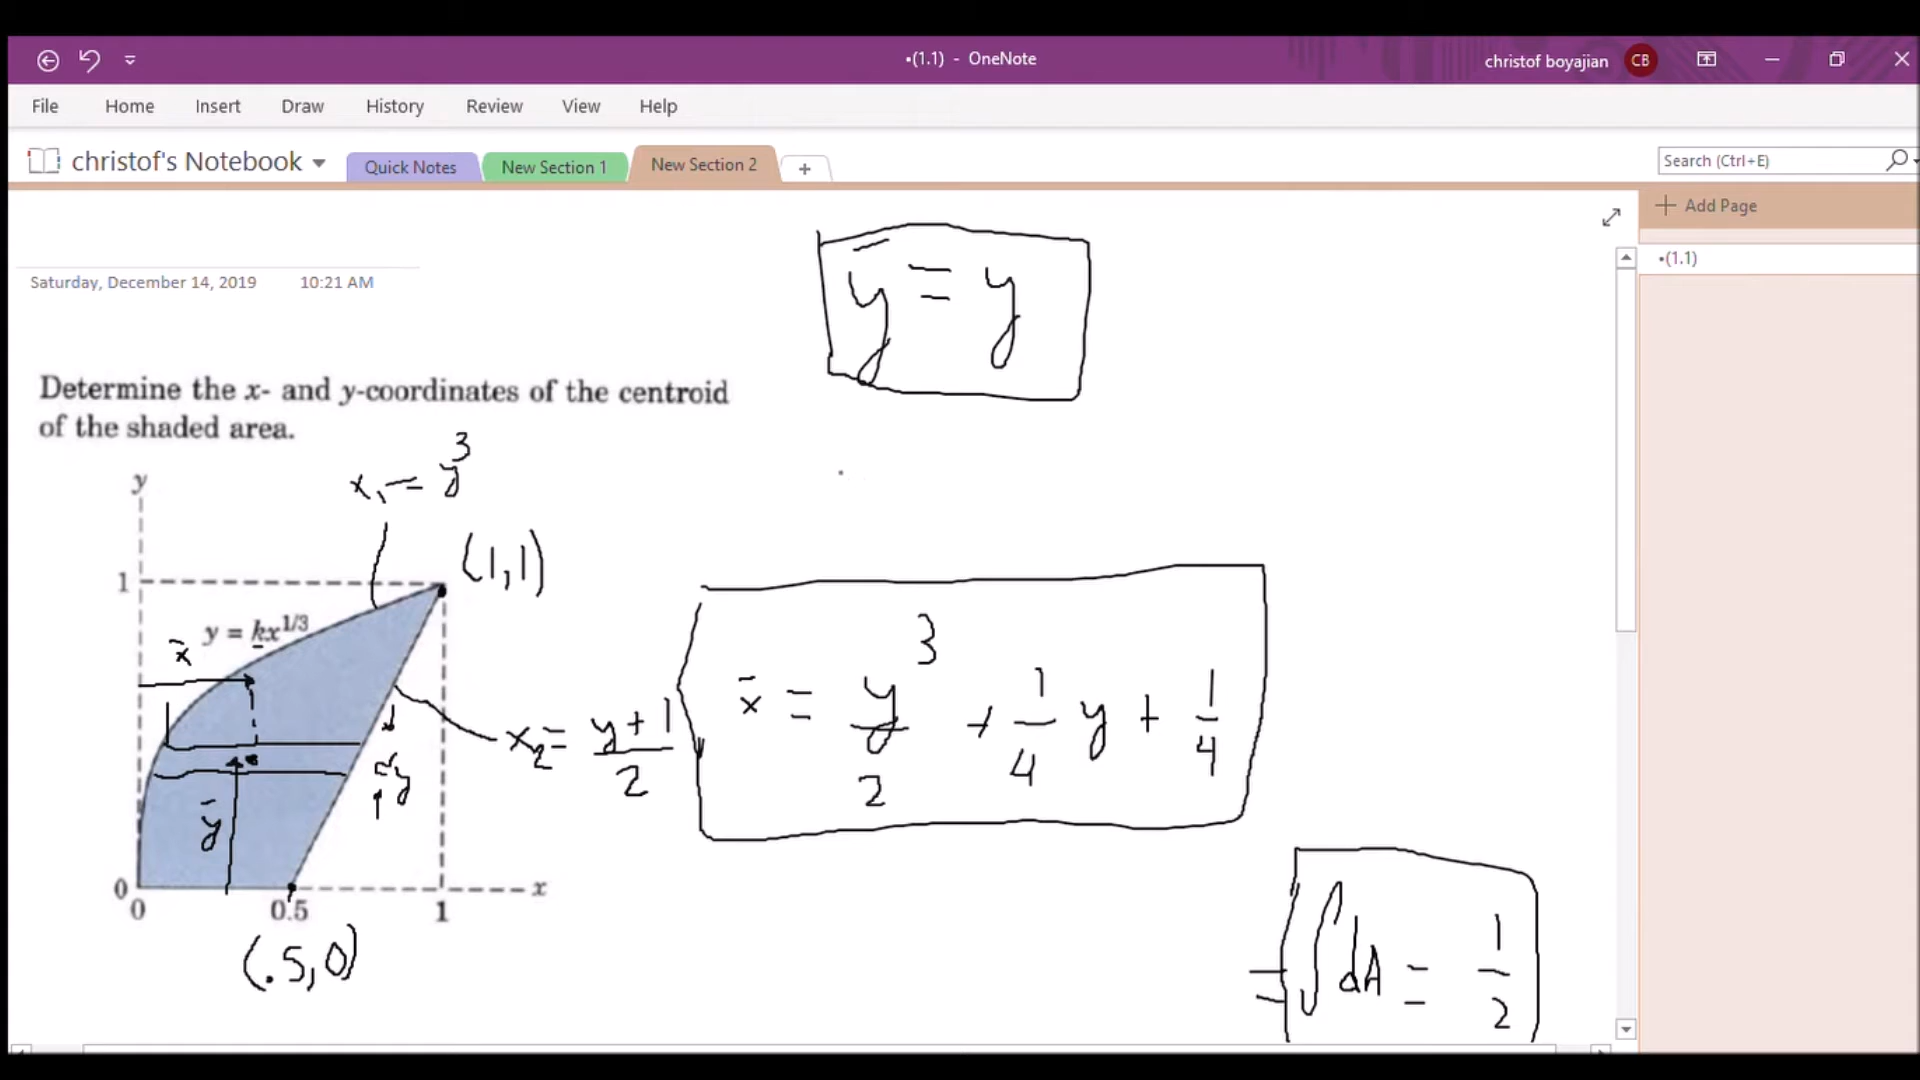 •(1.1) - OneNote
christof boyajian CB
File Home Insert Draw History Review View Help
christof's Notebook Quick Notes New Section 1 New Section 2 +
Search (Ctrl+E)
Add Page
•(1.1)
Saturday, December 14, 2019 10:21 AM
ȳ = y
Determine the x- and y-coordinates of the centroid
of the shaded area.
x₁ = y³
y
(1,1)
1
y = kx^1/3
x̄
x₂ = (y+1)/2
x̄ = y³/2 + 1/4 y + 1/4
dy
ȳ
0
x
0 0.5 1
(.5,0)
= ∫dA = 1/2